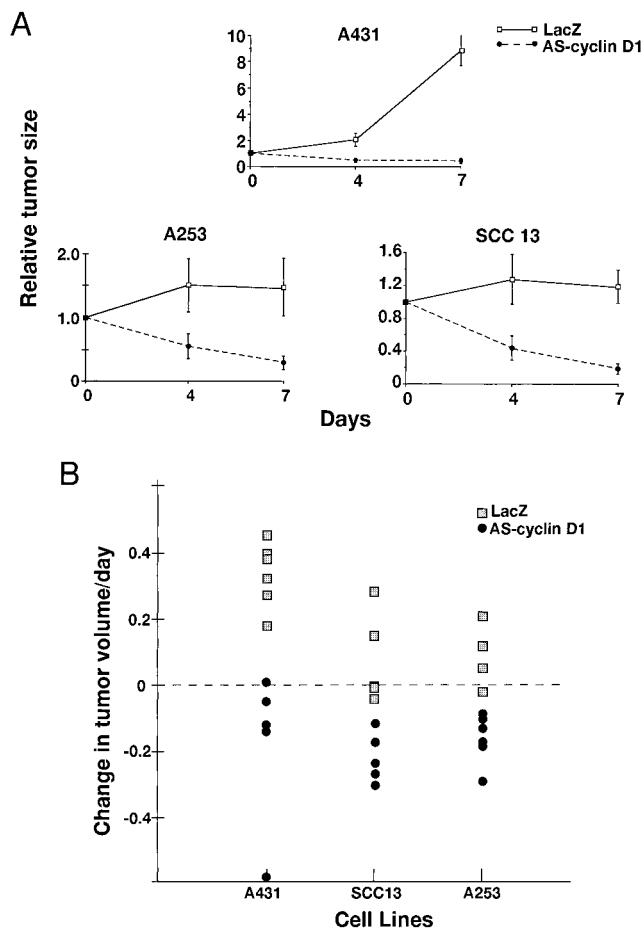 A
A431
LacZ
AS-cyclin D1
10
8
6
4
2
0
0 4 7
Relative tumor size
A253
2.0
1.0
0
0 4 7
SCC 13
1.6
1.2
0.8
0.4
0
0 4 7
Days
B
LacZ
AS-cyclin D1
0.4
0.2
0
-0.2
-0.4
Change in tumor volume/day
A431 SCC13 A253
Cell Lines